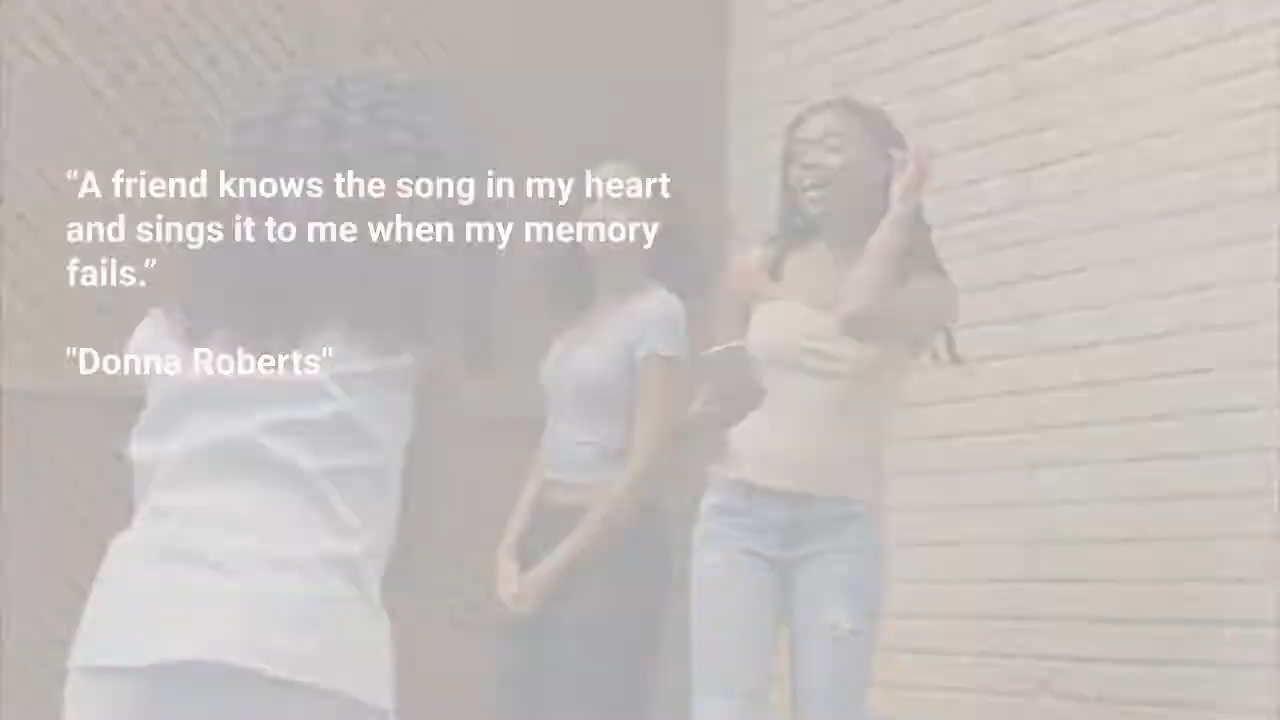 “A friend knows the song in my heart
and sings it to me when my memory
fails.”
"Donna Roberts"